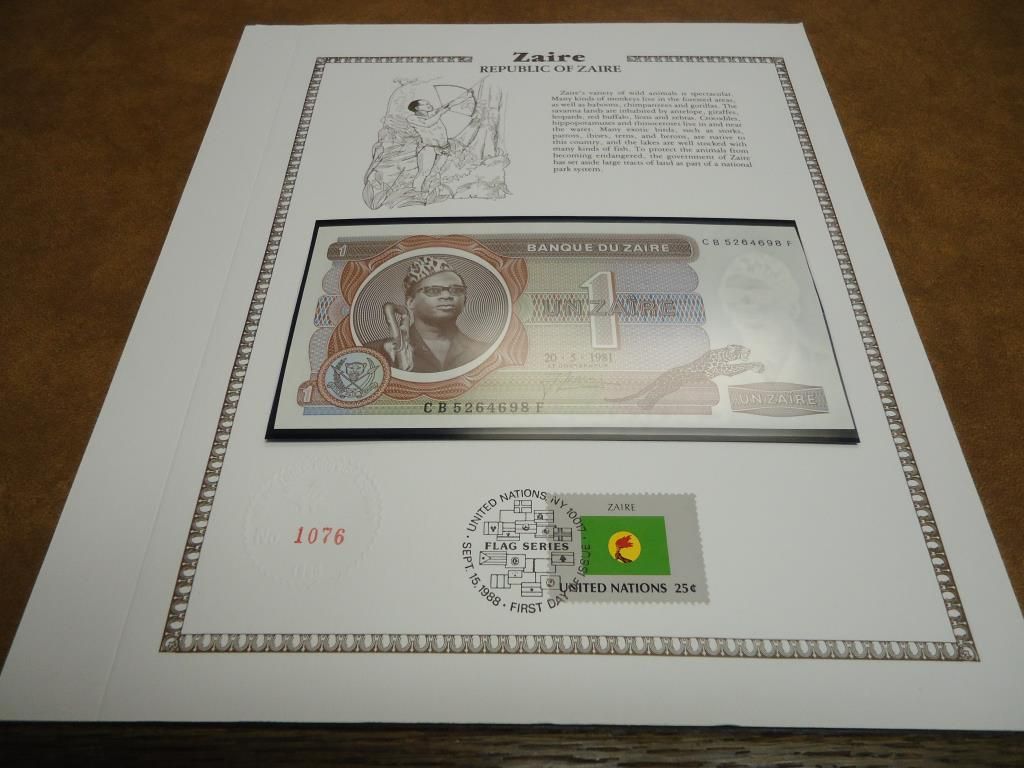 Zaire
REPUBLIC OF ZAIRE
Zaire's variety of wild animals is spectacular.
Many kinds of monkeys live in the forested areas,
as well as baboons, chimpanzees and gorillas. The
savanna lands are inhabited by antelope, giraffes,
leopards, red buffalo, lions and zebras. Crocodiles,
hippopotamuses and rhinoceroses live in and near
the water. Many exotic birds, such as storks,
parrots, ibises, terns, and herons, are native to
this country, and the lakes are well stocked with
many kinds of fish. To protect the animals from
becoming endangered, the government of Zaire
has set aside large tracts of land as part of a national
park system.
1
BANQUE DU ZAIRE
CB 5264698 F
1
UN ZAÏRE
20 · 5 · 1981
LE GOUVERNEUR
1
CB 5264698 F
UN ZAÏRE
No. 1076
UNITED NATIONS, NY 10017
FLAG SERIES
SEPT. 15, 1988 · FIRST DAY OF ISSUE
ZAIRE
UNITED NATIONS 25¢